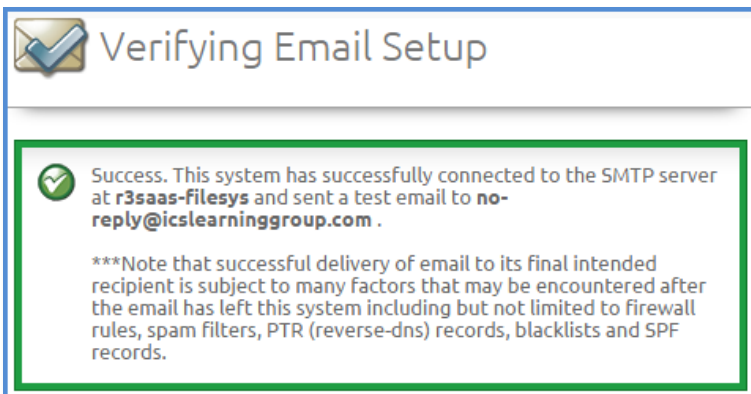 Verifying Email Setup
Success. This system has successfully connected to the SMTP server
at r3saas-filesys and sent a test email to no-
reply@icslearninggroup.com .
***Note that successful delivery of email to its final intended
recipient is subject to many factors that may be encountered after
the email has left this system including but not limited to firewall
rules, spam filters, PTR (reverse-dns) records, blacklists and SPF
records.